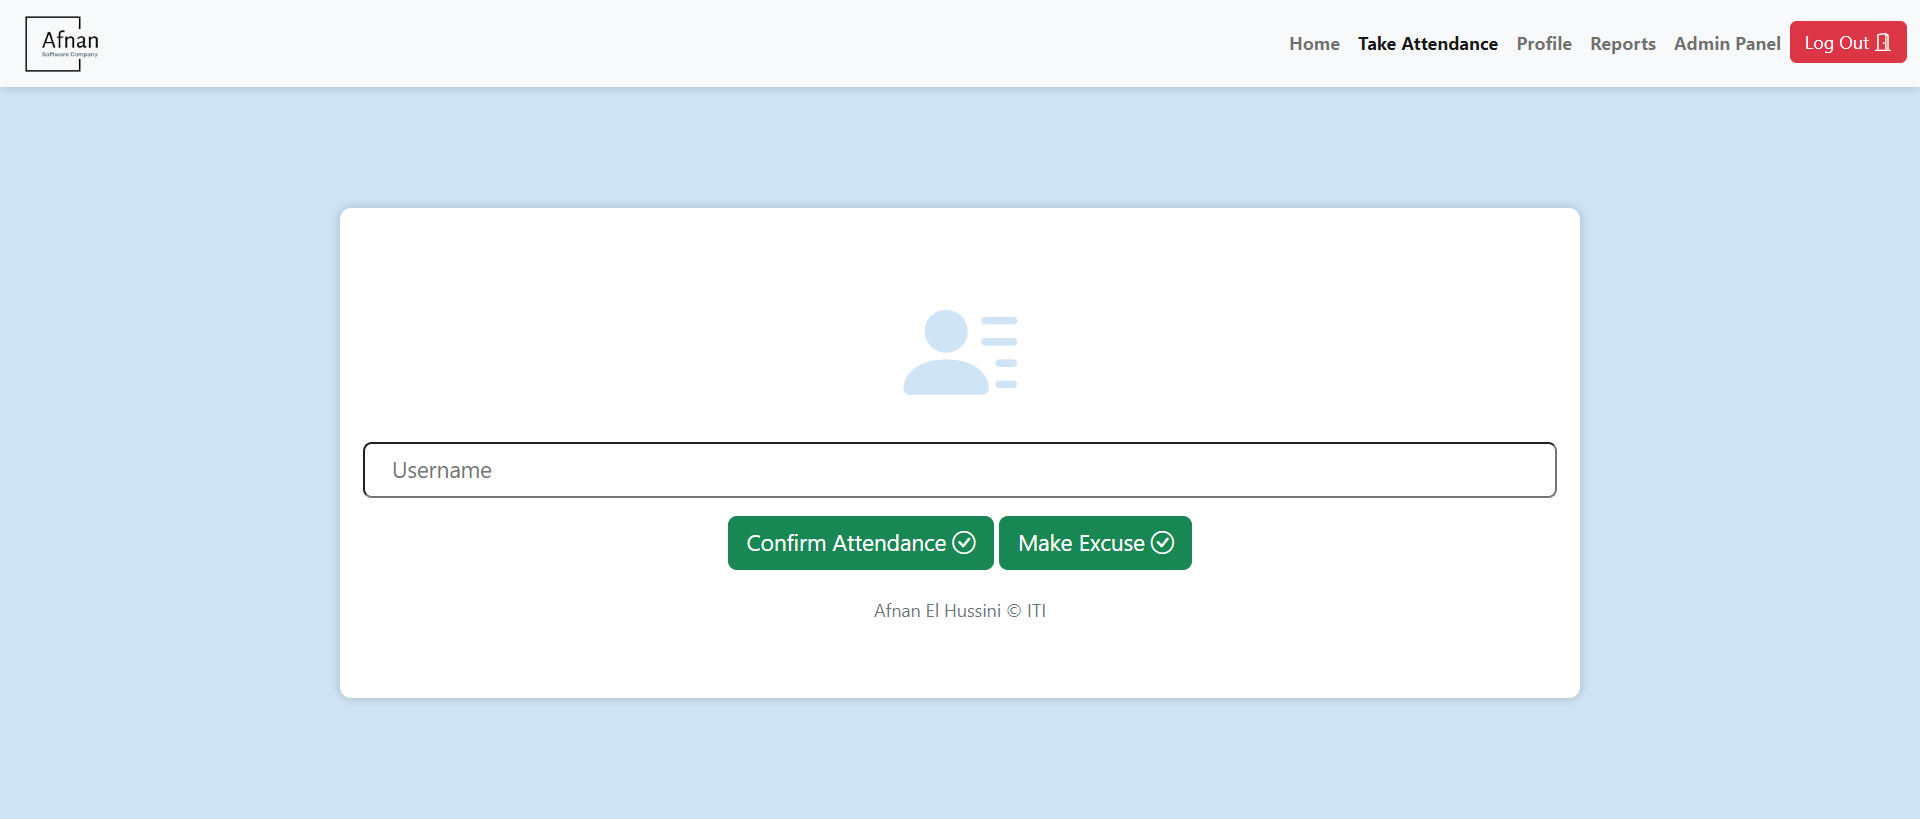 Afnan
Software Company
Home Take Attendance Profile Reports Admin Panel Log Out
Username
Confirm Attendance Make Excuse
Afnan El Hussini © ITI